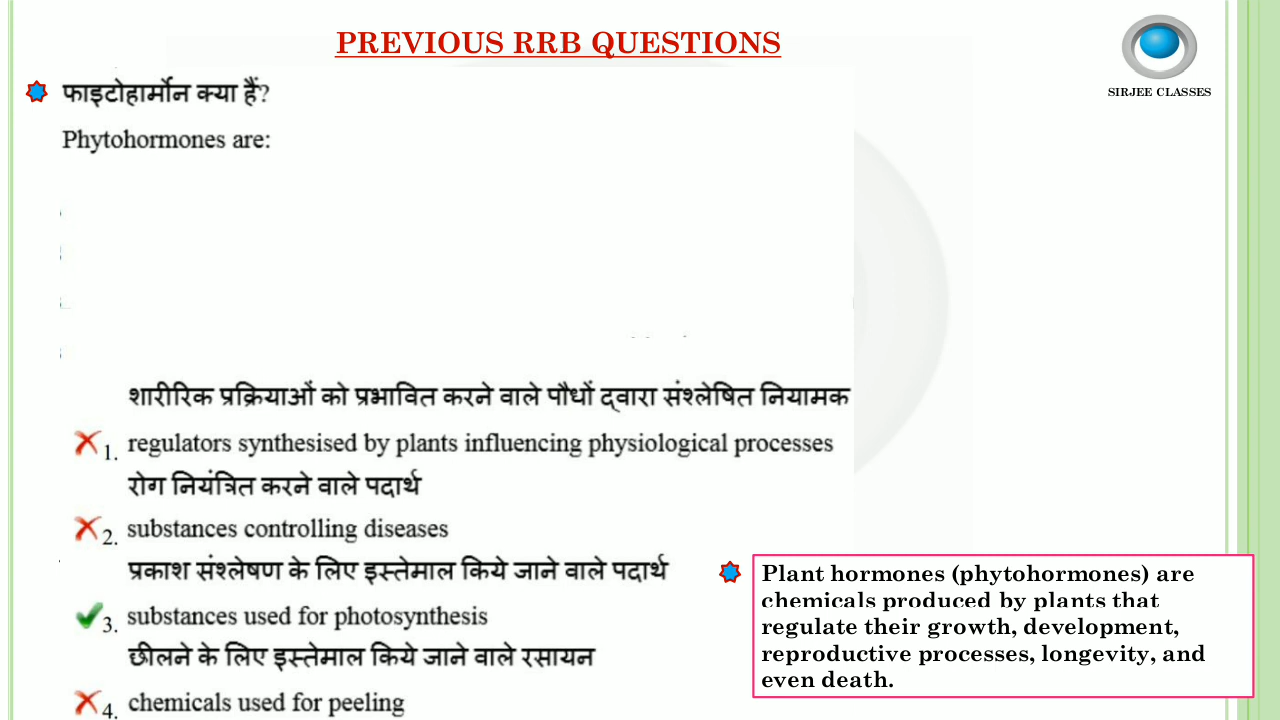 PREVIOUS RRB QUESTIONS
SIRJEE CLASSES
फाइटोहार्मोन क्या हैं?
Phytohormones are:
शारीरिक प्रक्रियाओं को प्रभावित करने वाले पौधों द्वारा संश्लेषित नियामक
1. regulators synthesised by plants influencing physiological processes
रोग नियंत्रित करने वाले पदार्थ
2. substances controlling diseases
प्रकाश संश्लेषण के लिए इस्तेमाल किये जाने वाले पदार्थ
3. substances used for photosynthesis
छीलने के लिए इस्तेमाल किये जाने वाले रसायन
4. chemicals used for peeling
Plant hormones (phytohormones) are
chemicals produced by plants that
regulate their growth, development,
reproductive processes, longevity, and
even death.